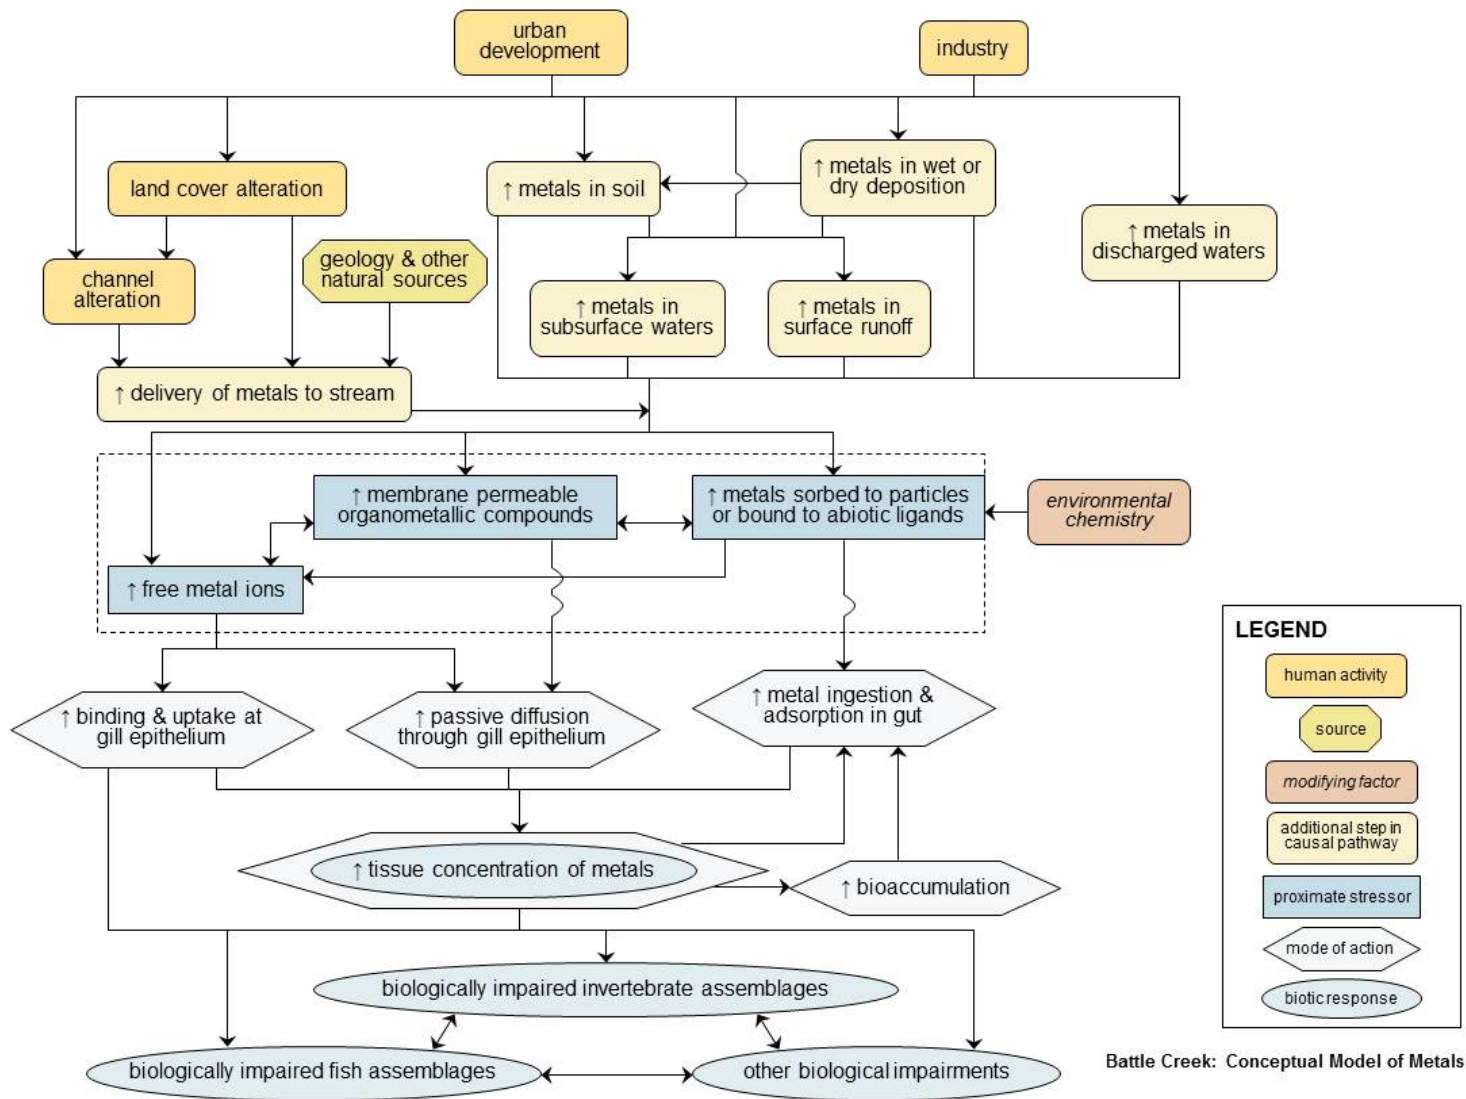 urban
development
industry
land cover alteration
↑ metals in soil
↑ metals in wet or
dry deposition
↑ metals in
discharged waters
channel
alteration
geology & other
natural sources
↑ metals in
subsurface waters
↑ metals in
surface runoff
↑ delivery of metals to stream
↑ membrane permeable
organometallic compounds
↑ metals sorbed to particles
or bound to abiotic ligands
environmental
chemistry
↑ free metal ions
↑ binding & uptake at
gill epithelium
↑ passive diffusion
through gill epithelium
↑ metal ingestion &
adsorption in gut
↑ tissue concentration of metals
↑ bioaccumulation
biologically impaired invertebrate assemblages
biologically impaired fish assemblages
other biological impairments
LEGEND
human activity
source
modifying factor
additional step in
causal pathway
proximate stressor
mode of action
biotic response
Battle Creek: Conceptual Model of Metals